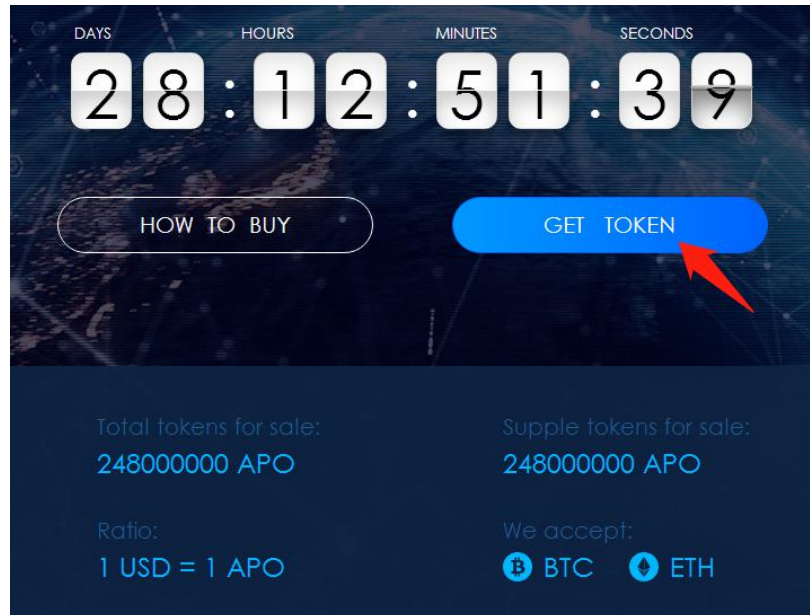 DAYS HOURS MINUTES SECONDS
28 : 12 : 51 : 39
HOW TO BUY GET TOKEN
Total tokens for sale: Supple tokens for sale:
248000000 APO 248000000 APO
Ratio: We accept:
1 USD = 1 APO BTC ETH